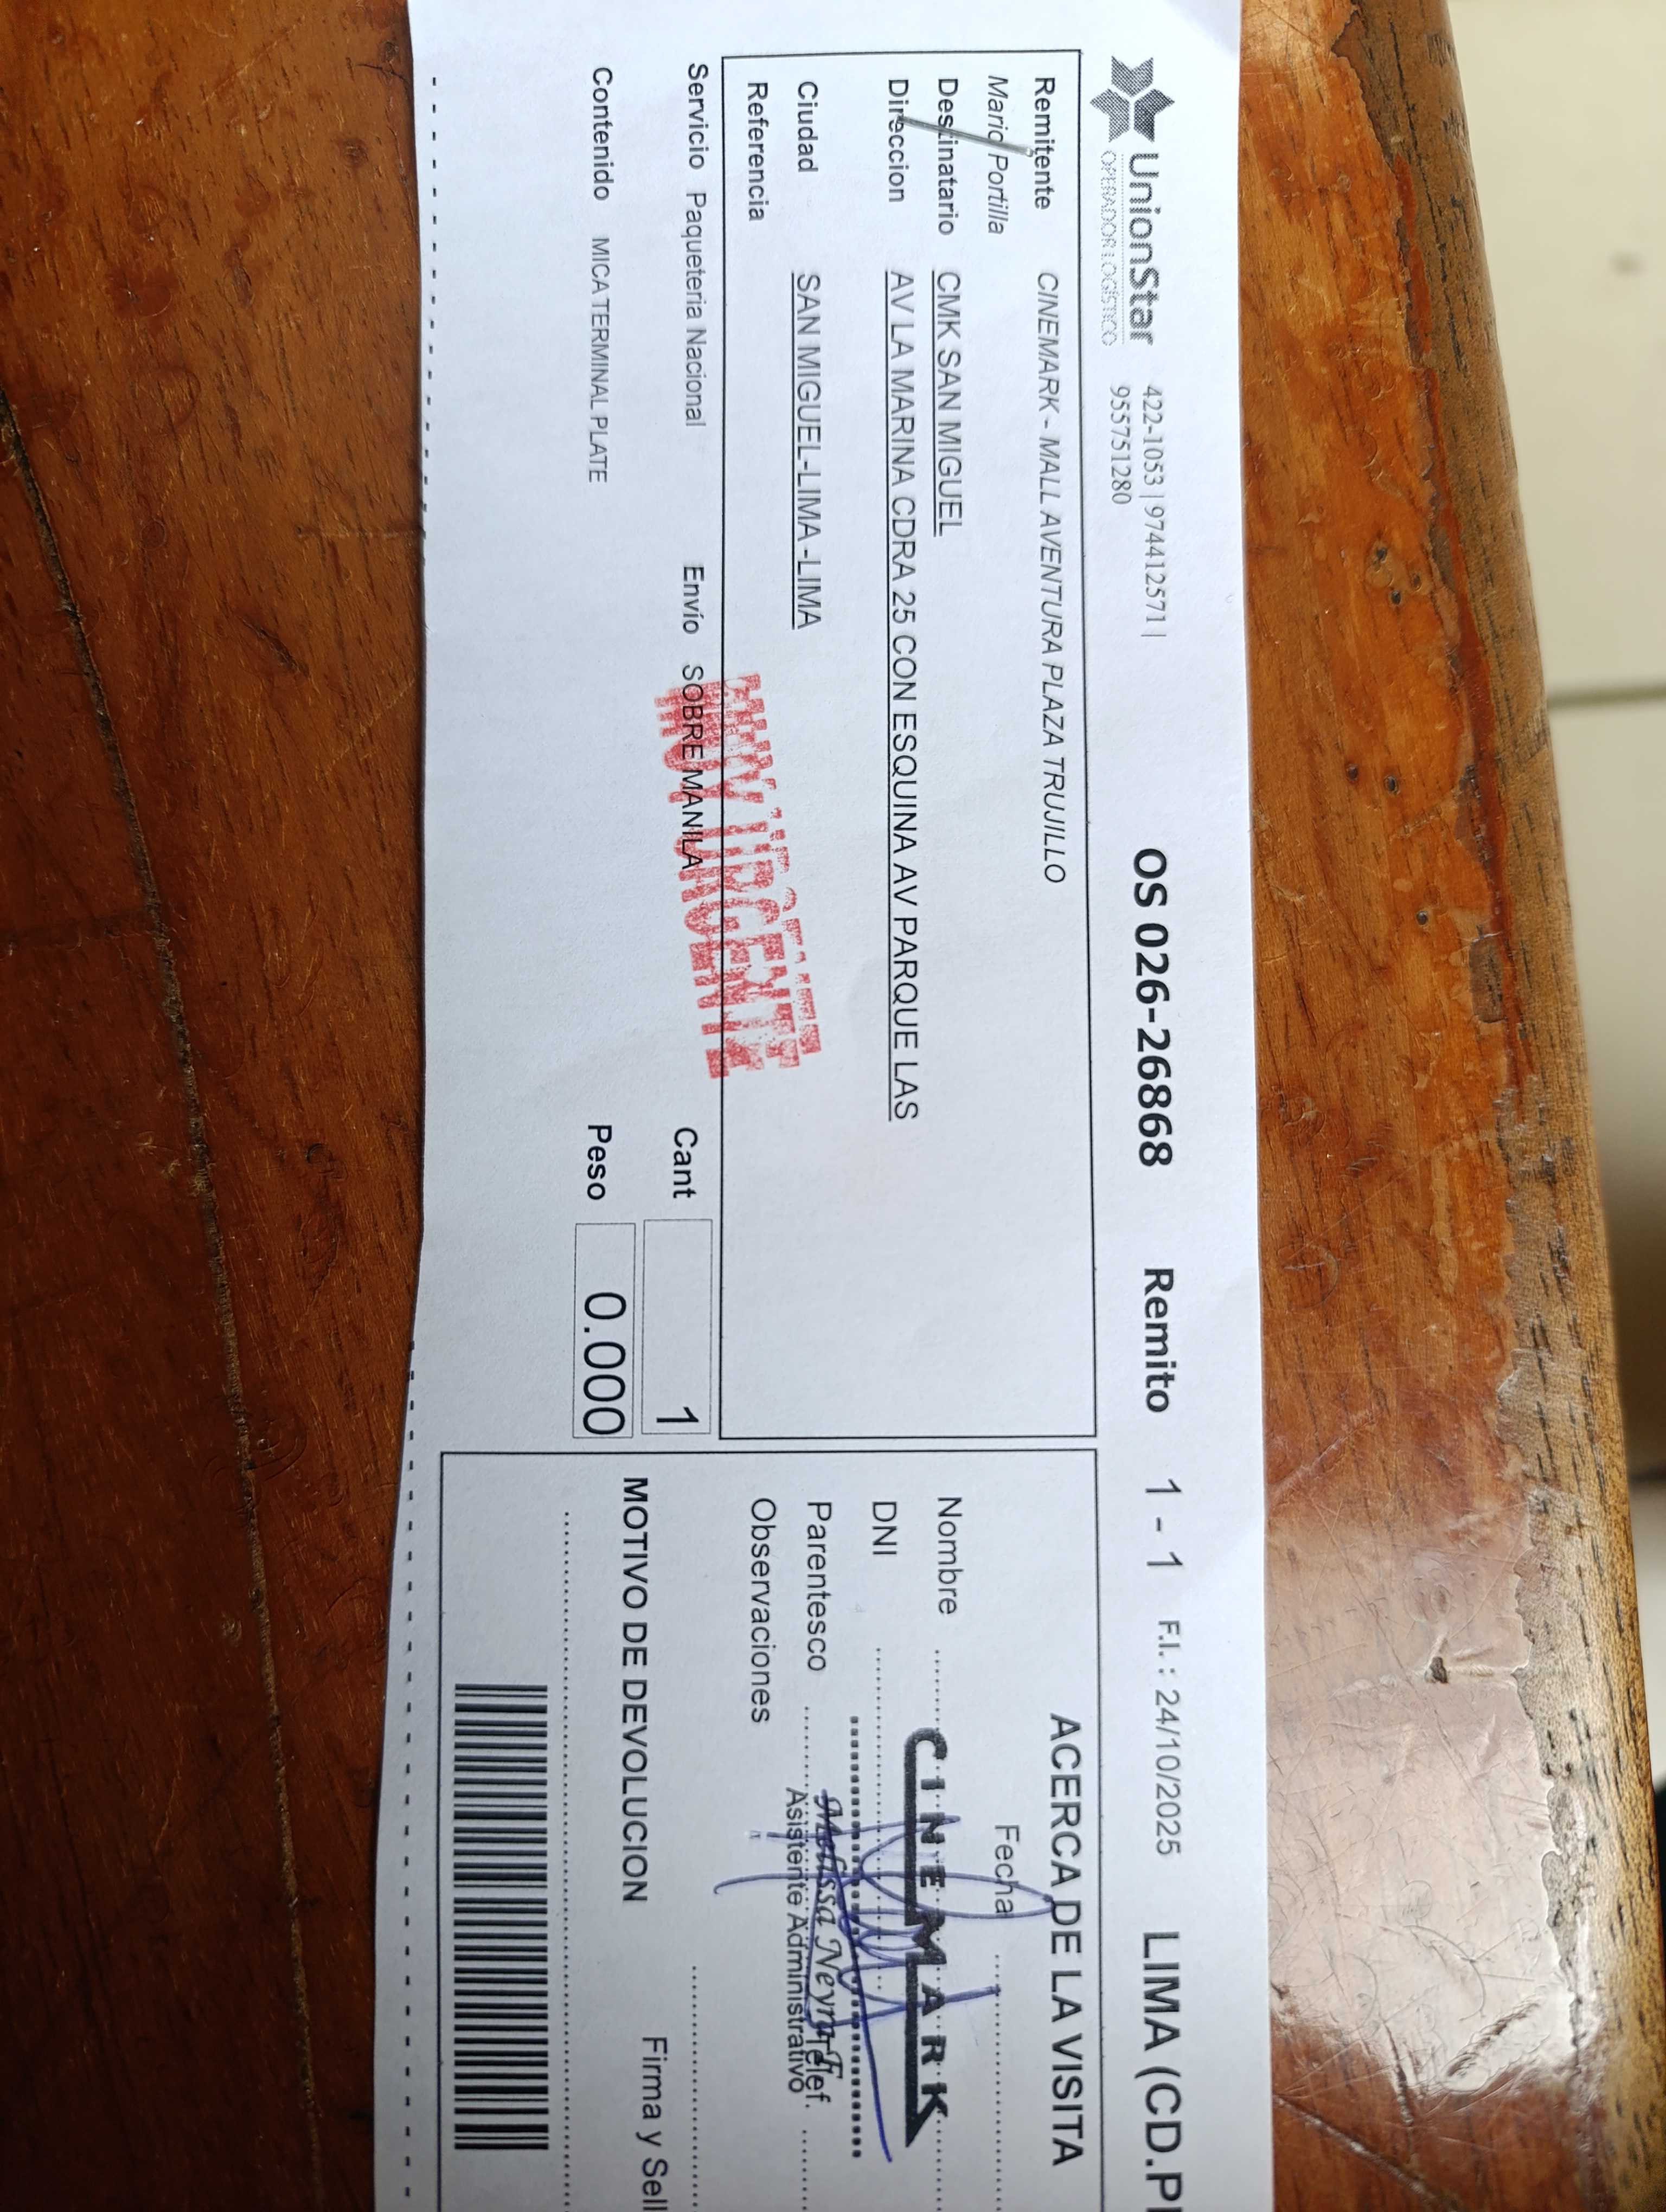 UnionStar
OPERADOR LOGÍSTICO
422-1053 | 974412571 |
955751280
OS 026-26868 Remito 1 - 1 F.I. : 24/10/2025 LIMA (CD.P
Remitente CINEMARK - MALL AVENTURA PLAZA TRUJILLO
Mario Portilla
Destinatario CMK SAN MIGUEL
Direccion AV LA MARINA CDRA 25 CON ESQUINA AV PARQUE LAS
Ciudad SAN MIGUEL-LIMA -LIMA
Referencia
MUY URGENTE
Servicio Paqueteria Nacional Envío SOBRE MANILA Cant 1
Contenido MICA TERMINAL PLATE Peso 0.000
ACERCA DE LA VISITA
Fecha
Nombre
CINEMARK
DNI
Parentesco Telef.
Melissa Neyra F.
Asistente Administrativo
Observaciones
MOTIVO DE DEVOLUCION Firma y Sell